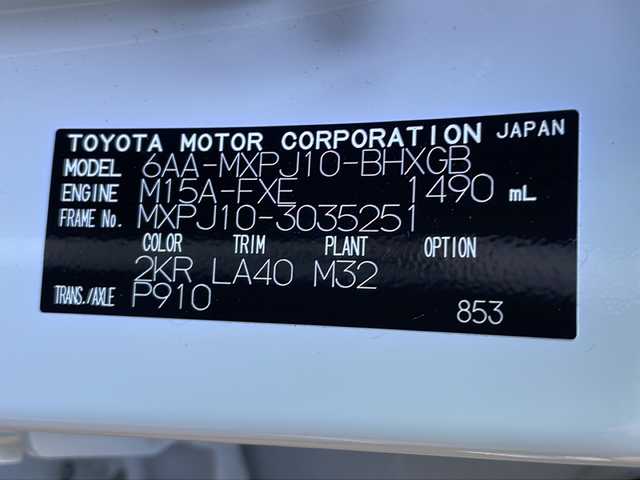 TOYOTA MOTOR CORPORATION JAPAN
MODEL 6AA-MXPJ10-BHXGB
ENGINE M15A-FXE 1490 mL
FRAME No. MXPJ10-3035251
COLOR TRIM PLANT OPTION
2KR LA40 M32
TRANS./AXLE P910
853